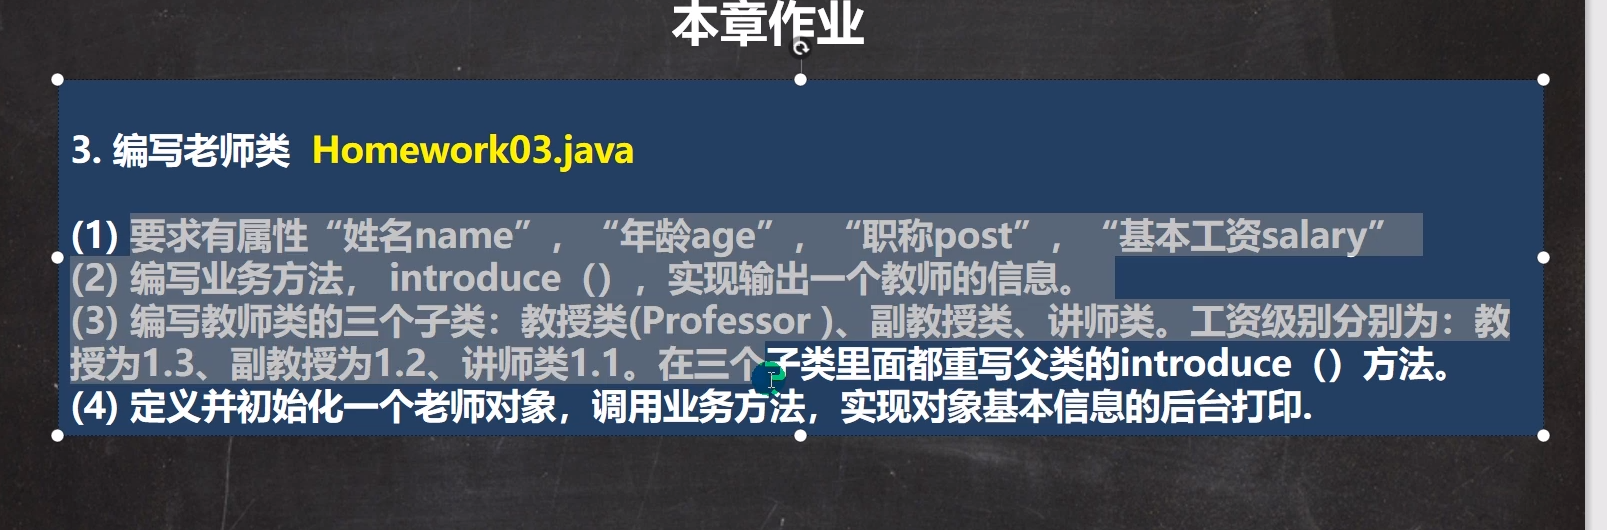 本章作业
3. 编写老师类 Homework03.java
(1) 要求有属性“姓名name”，“年龄age”，“职称post”，“基本工资salary”
(2) 编写业务方法， introduce（），实现输出一个教师的信息。
(3) 编写教师类的三个子类：教授类(Professor )、副教授类、讲师类。工资级别分别为：教
授为1.3、副教授为1.2、讲师类1.1。在三个子类里面都重写父类的introduce（）方法。
(4) 定义并初始化一个老师对象，调用业务方法，实现对象基本信息的后台打印.